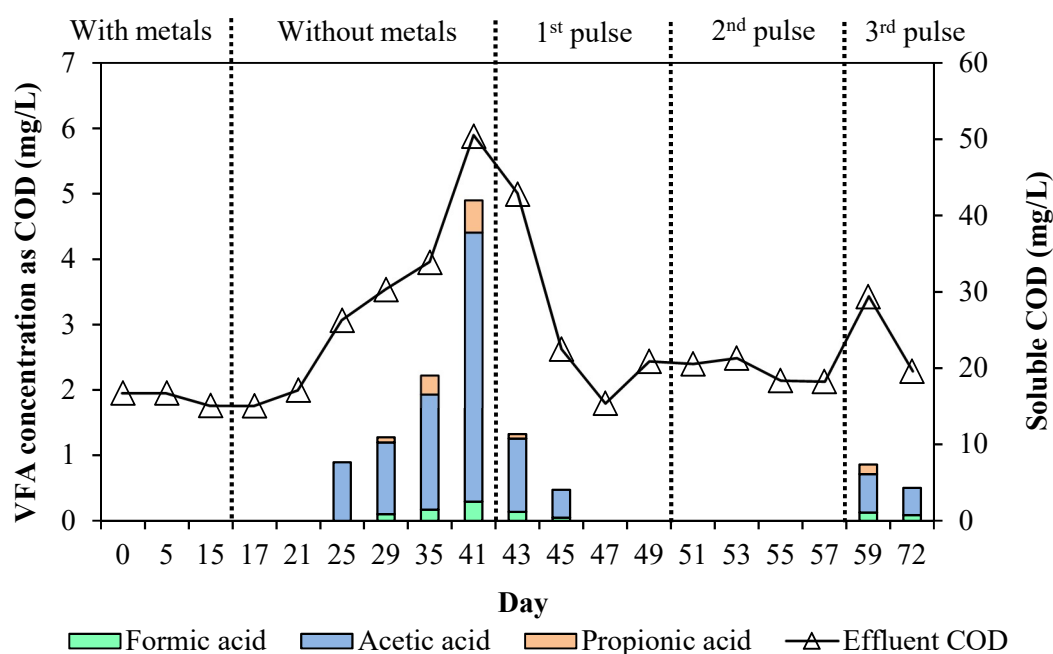 With metals Without metals 1st pulse 2nd pulse 3rd pulse
VFA concentration as COD (mg/L)
7
6
5
4
3
2
1
0
60
50
40
30
20
10
0
Soluble COD (mg/L)
0 5 15 17 21 25 29 35 41 43 45 47 49 51 53 55 57 59 72
Day
Formic acid Acetic acid Propionic acid Effluent COD